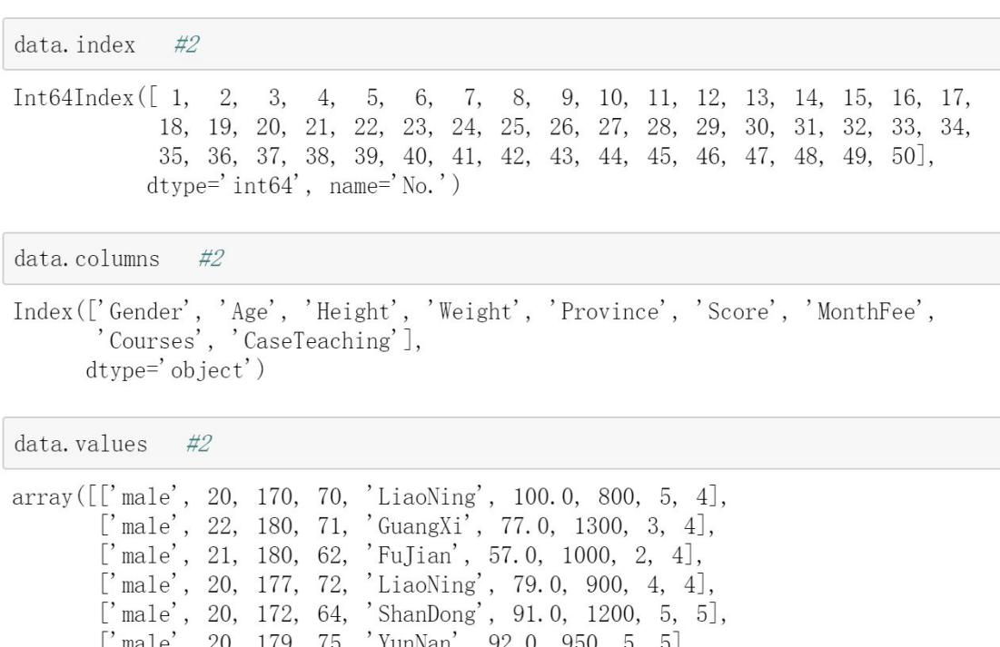 data.index #2
Int64Index([ 1, 2, 3, 4, 5, 6, 7, 8, 9, 10, 11, 12, 13, 14, 15, 16, 17,
18, 19, 20, 21, 22, 23, 24, 25, 26, 27, 28, 29, 30, 31, 32, 33, 34,
35, 36, 37, 38, 39, 40, 41, 42, 43, 44, 45, 46, 47, 48, 49, 50],
dtype='int64', name='No.')
data.columns #2
Index(['Gender', 'Age', 'Height', 'Weight', 'Province', 'Score', 'MonthFee',
'Courses', 'CaseTeaching'],
dtype='object')
data.values #2
array([['male', 20, 170, 70, 'LiaoNing', 100.0, 800, 5, 4],
['male', 22, 180, 71, 'GuangXi', 77.0, 1300, 3, 4],
['male', 21, 180, 62, 'FuJian', 57.0, 1000, 2, 4],
['male', 20, 177, 72, 'LiaoNing', 79.0, 900, 4, 4],
['male', 20, 172, 64, 'ShanDong', 91.0, 1200, 5, 5],
['male', 20, 179, 75, 'YunNan', 92.0, 950, 5, 5]